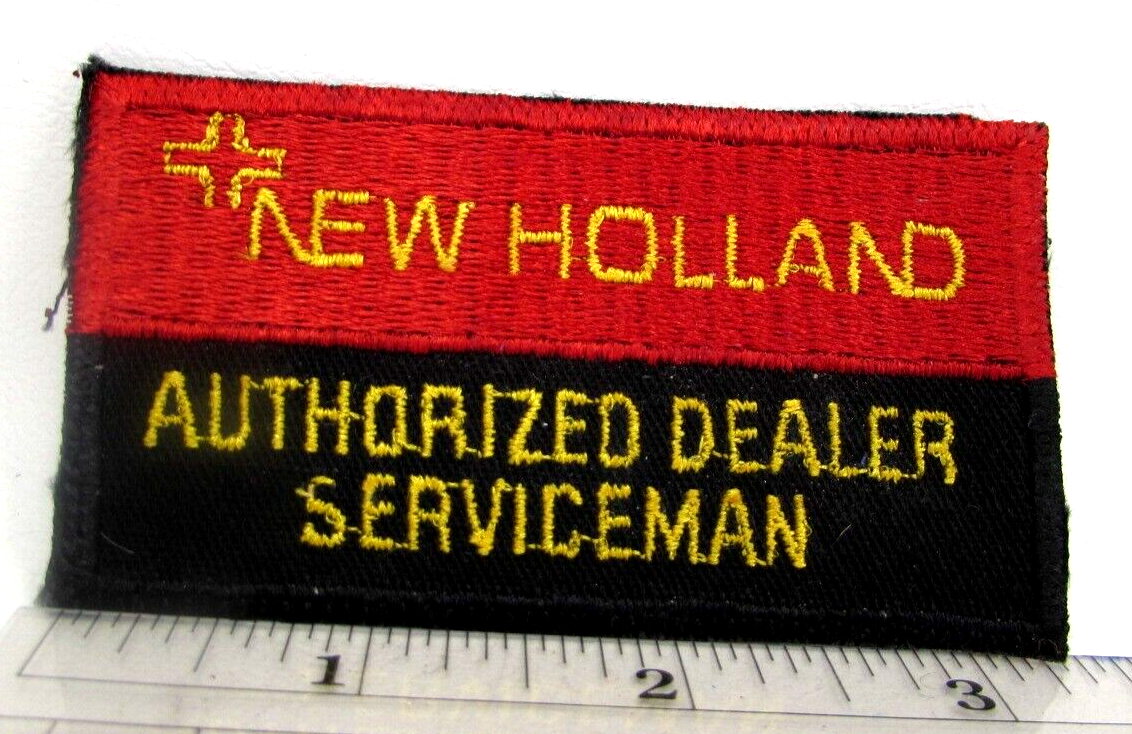 NEW HOLLAND
AUTHORIZED DEALER
SERVICEMAN
1 2 3